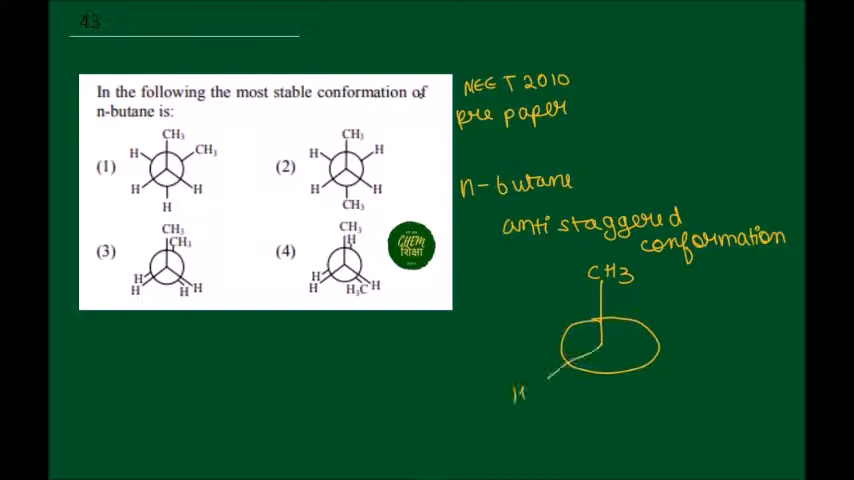 43
In the following the most stable conformation of
n-butane is:
(1)
CH3
CH3
H
H
H
H
(2)
CH3
H
H
H
H
CH3
(3)
CH3
CH3
H
H
H
H
(4)
CH3
H
H
H
H3C
H
CHEM
शिक्षा
NEET 2010
pre paper
n-butane
anti staggered
conformation
CH3
H